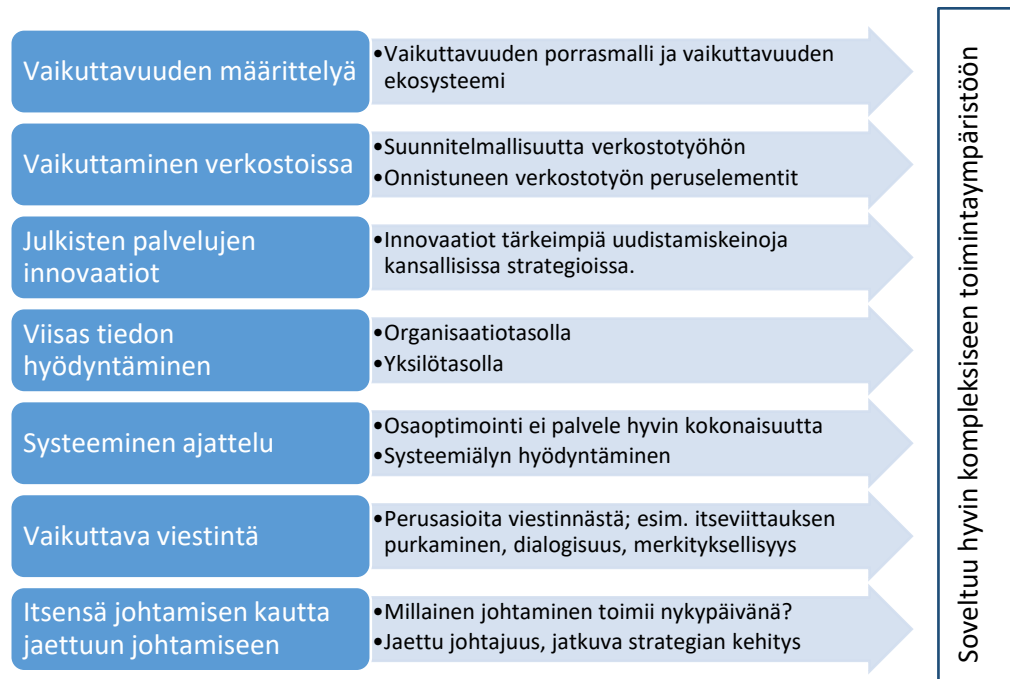 Vaikuttavuuden määrittelyä
•Vaikuttavuuden porrasmalli ja vaikuttavuuden
ekosysteemi
Vaikuttaminen verkostoissa
•Suunnitelmallisuutta verkostotyöhön
•Onnistuneen verkostotyön peruselementit
Julkisten palvelujen
innovaatiot
•Innovaatiot tärkeimpiä uudistamiskeinoja
kansallisissa strategioissa.
Viisas tiedon
hyödyntäminen
•Organisaatiotasolla
•Yksilötasolla
Systeeminen ajattelu
•Osaoptimointi ei palvele hyvin kokonaisuutta
•Systeemiälyn hyödyntäminen
Vaikuttava viestintä
•Perusasioita viestinnästä; esim. itseviittauksen
purkaminen, dialogisuus, merkityksellisyys
Itsensä johtamisen kautta
jaettuun johtamiseen
•Millainen johtaminen toimii nykypäivänä?
•Jaettu johtajuus, jatkuva strategian kehitys
Soveltuu hyvin kompleksiseen toimintaympäristöön